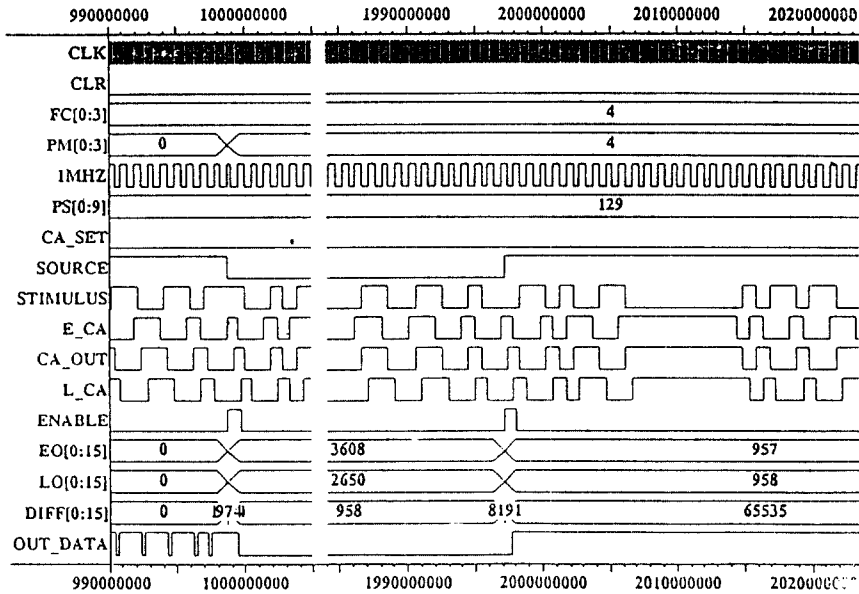 990000000 1000000000 1990000000 2000000000 2010000000 2020000000
CLK
CLR
FC[0:3] 4
PM[0:3] 0 4
1MHZ
PS[0:9] 129
CA_SET
SOURCE
STIMULUS
E_CA
CA_OUT
L_CA
ENABLE
EO[0:15] 0 3608 957
LO[0:15] 0 2650 958
DIFF[0:15] 0 958 8191 65535
OUT_DATA
990000000 1000000000 1990000000 2000000000 2010000000